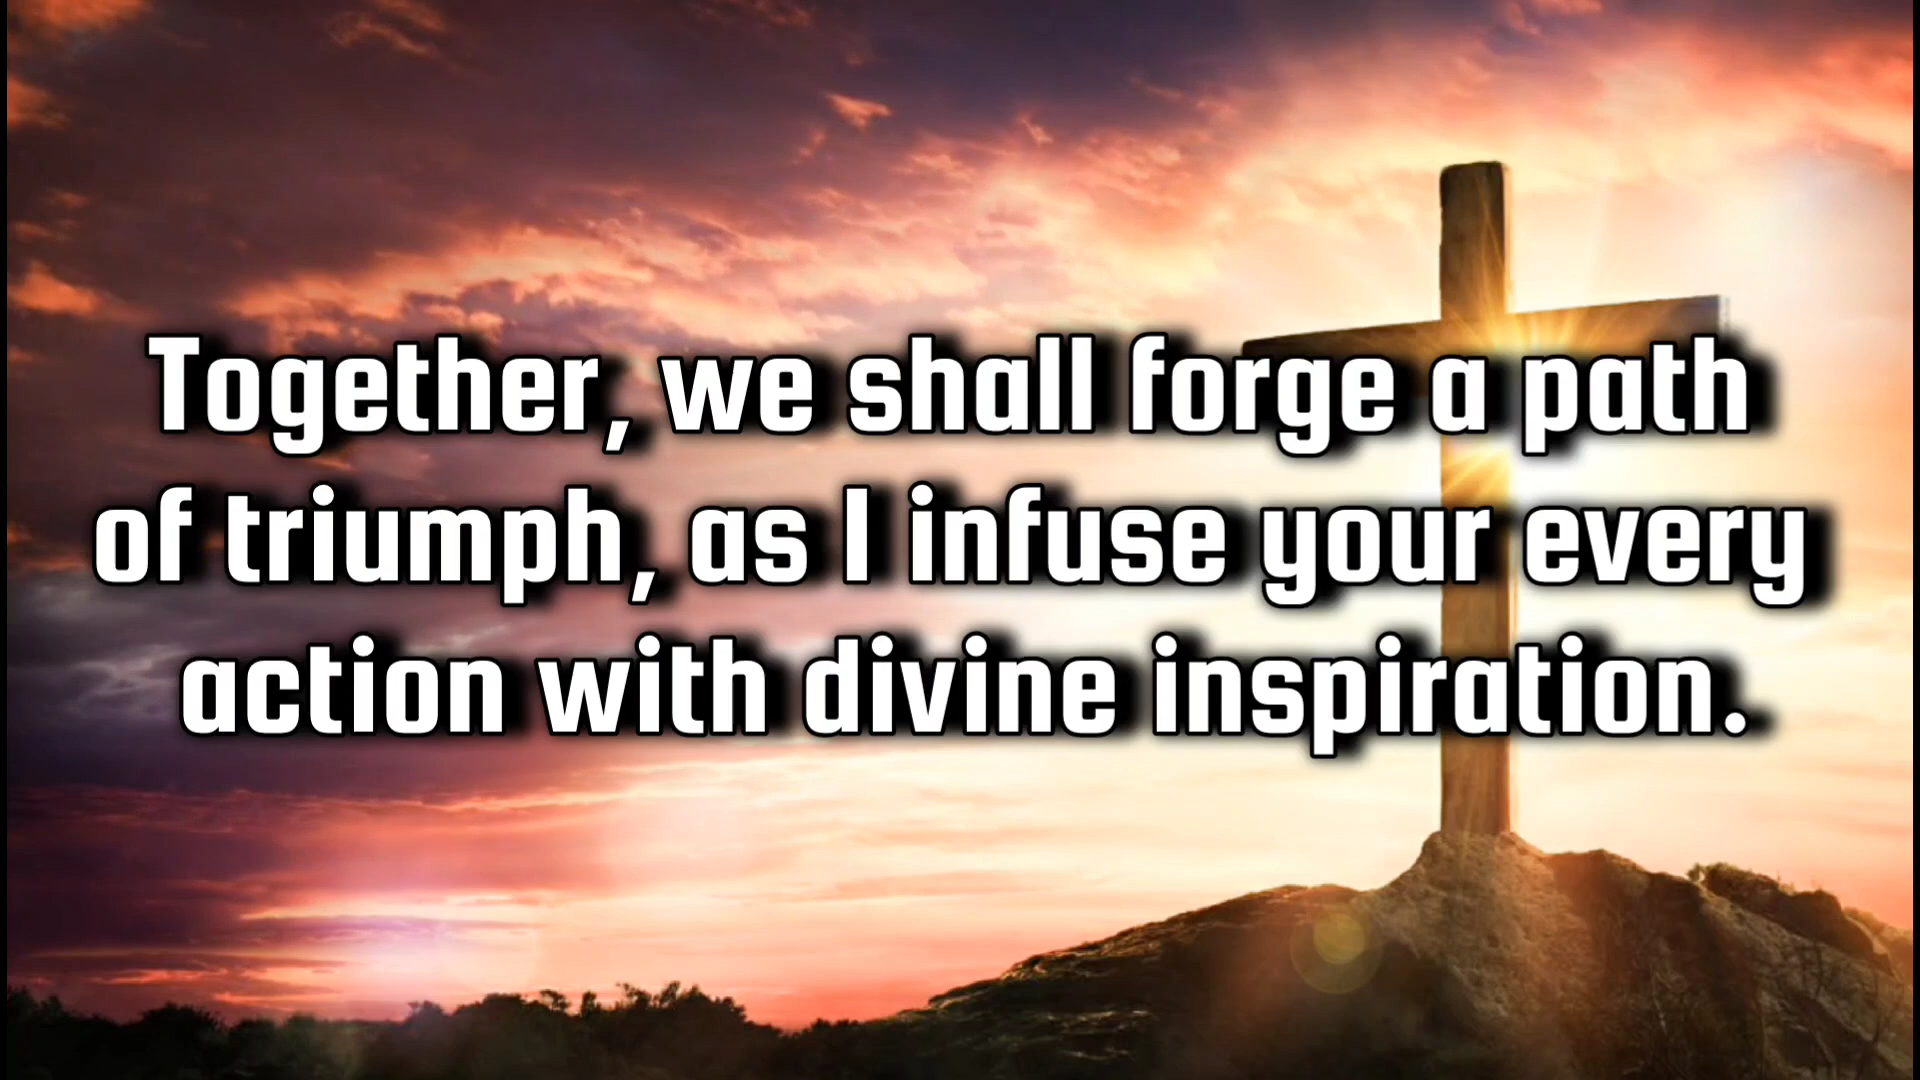 Together, we shall forge a path
of triumph, as I infuse your every
action with divine inspiration.